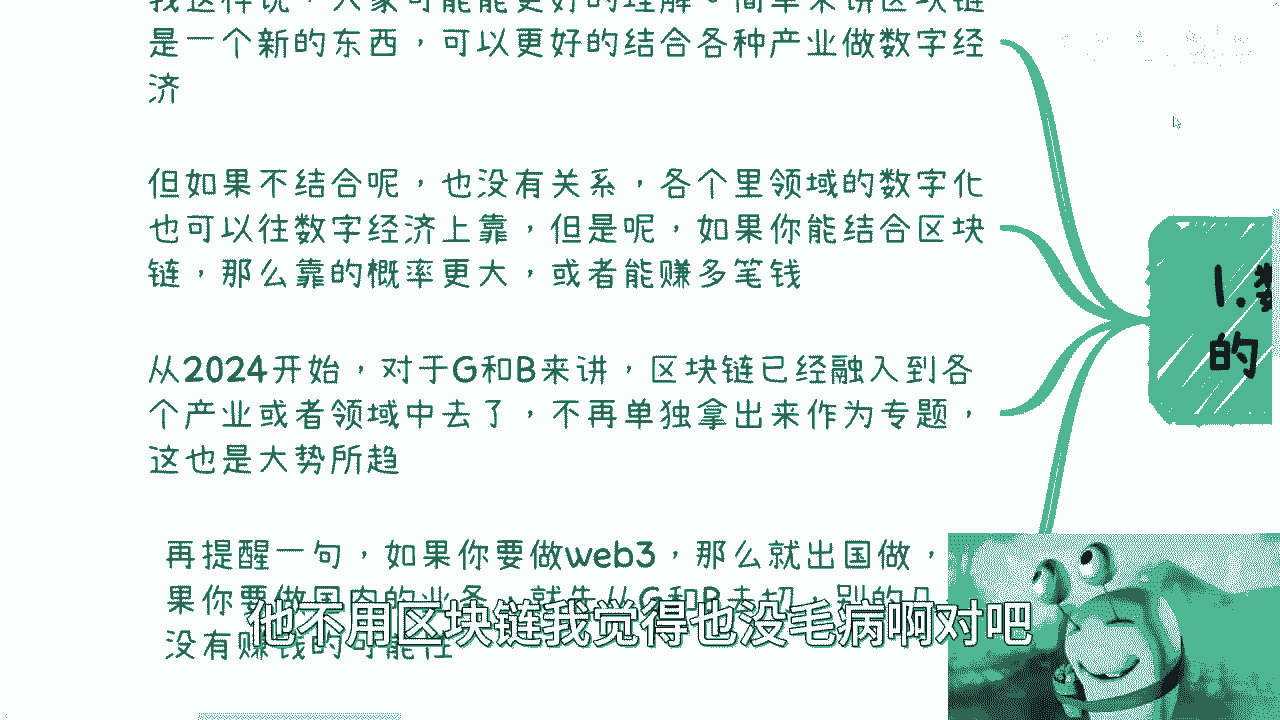 我这样说，大家可能能更好的理解。简单来讲区块链
是一个新的东西，可以更好的结合各种产业做数字经
济
但如果不结合呢，也没有关系，各个里领域的数字化
也可以往数字经济上靠，但是呢，如果你能结合区块
链，那么靠的概率更大，或者能赚多笔钱
从2024开始，对于G和B来讲，区块链已经融入到各
个产业或者领域中去了，不再单独拿出来作为专题，
这也是大势所趋
再提醒一句，如果你要做web3，那么就出国做，
果你要做国内的业务，就先从G和B去切，别的
没有赚钱的可能性
1.数
的
他不用区块链我觉得也没毛病啊对吧